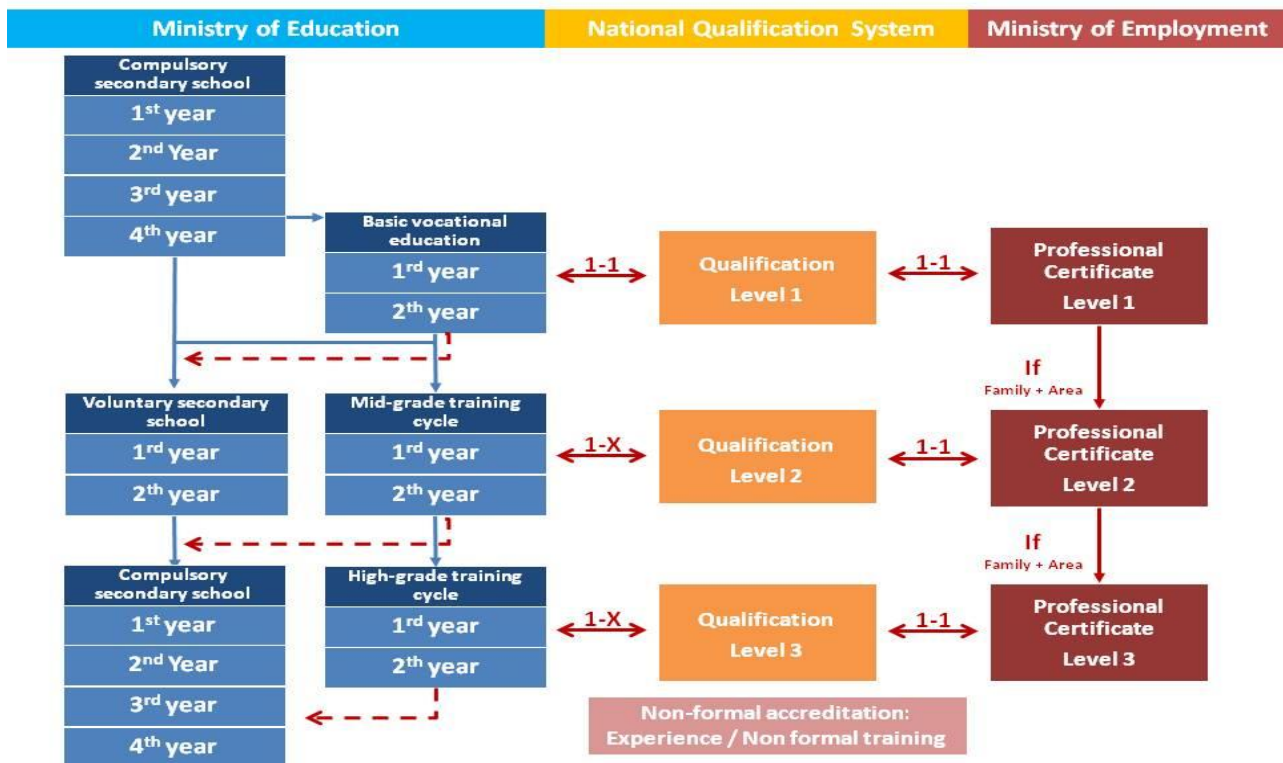 Ministry of Education
National Qualification System
Ministry of Employment
Compulsory
secondary school
1st year
2nd Year
3rd year
4th year
Basic vocational
education
1rd year
2th year
1-1
Qualification
Level 1
1-1
Professional
Certificate
Level 1
If
Family + Area
Voluntary secondary
school
1rd year
2th year
Mid-grade training
cycle
1rd year
2th year
1-X
Qualification
Level 2
1-1
Professional
Certificate
Level 2
If
Family + Area
Compulsory
secondary school
1st year
2nd Year
3rd year
4th year
High-grade training
cycle
1rd year
2th year
1-X
Qualification
Level 3
1-1
Professional
Certificate
Level 3
Non-formal accreditation:
Experience / Non formal training